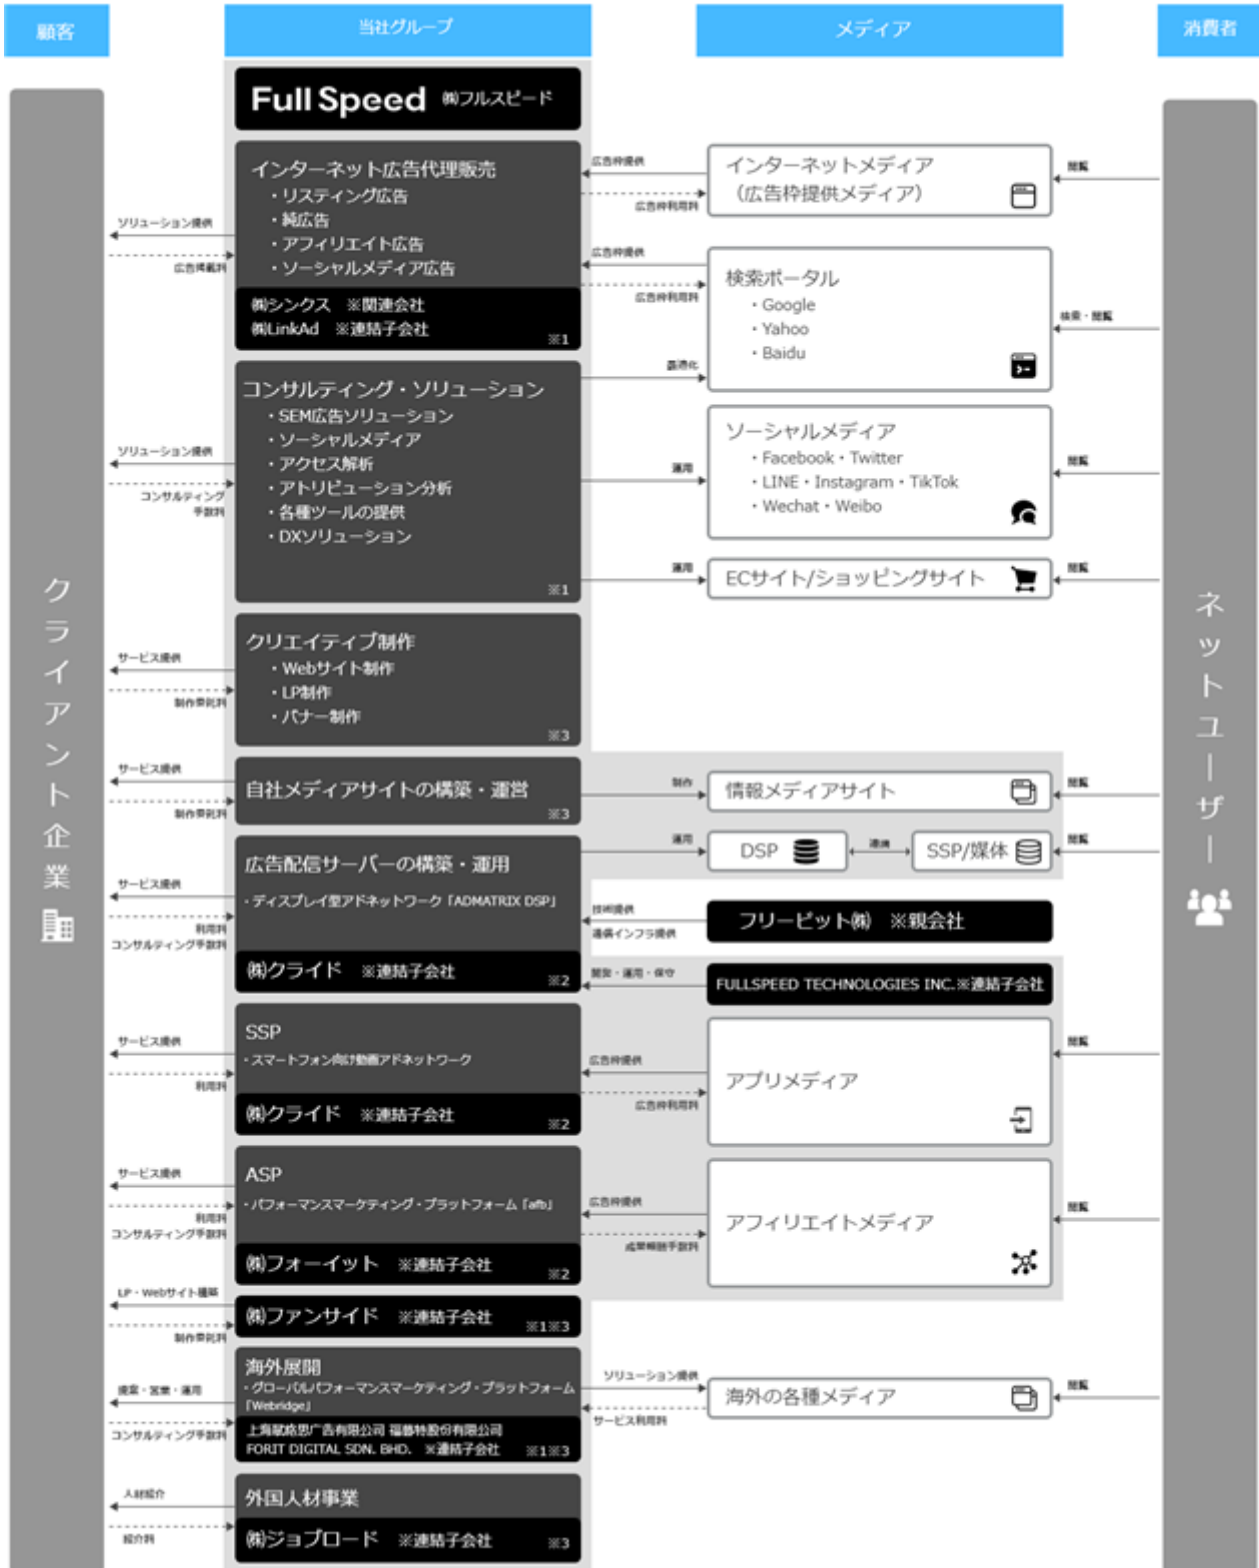 顧客
当社グループ
メディア
消費者
クライアント企業
ネットユーザー
Full Speed ㈱フルスピード
インターネット広告代理販売
・リスティング広告
・純広告
・アフィリエイト広告
・ソーシャルメディア広告
㈱シンクス ※関連会社
㈱LinkAd ※連結子会社
※1
ソリューション提供
広告掲載料
広告枠提供
広告枠利用料
インターネットメディア
（広告枠提供メディア）
閲覧
広告枠提供
広告枠利用料
検索ポータル
・Google
・Yahoo
・Baidu
検索・閲覧
コンサルティング・ソリューション
・SEM広告ソリューション
・ソーシャルメディア
・アクセス解析
・アトリビューション分析
・各種ツールの提供
・DXソリューション
※1
ソリューション提供
コンサルティング
手数料
最適化
運用
ソーシャルメディア
・Facebook・Twitter
・LINE・Instagram・TikTok
・Wechat・Weibo
閲覧
運用
ECサイト/ショッピングサイト
閲覧
クリエイティブ制作
・Webサイト制作
・LP制作
・バナー制作
※3
サービス提供
制作委託料
自社メディアサイトの構築・運営
※3
サービス提供
制作委託料
制作
情報メディアサイト
閲覧
広告配信サーバーの構築・運用
・ディスプレイ型アドネットワーク「ADMATRIX DSP」
㈱クライド ※連結子会社
※2
サービス提供
利用料
コンサルティング手数料
運用
DSP
連携
SSP/媒体
閲覧
技術提供
通信インフラ提供
フリービット㈱ ※親会社
開発・運用・保守
FULLSPEED TECHNOLOGIES INC.※連結子会社
SSP
・スマートフォン向け動画アドネットワーク
㈱クライド ※連結子会社
※2
サービス提供
利用料
広告枠提供
広告枠利用料
アプリメディア
閲覧
ASP
・パフォーマンスマーケティング・プラットフォーム「afb」
㈱フォーイット ※連結子会社
※2
サービス提供
利用料
コンサルティング手数料
広告枠提供
成果報酬手数料
アフィリエイトメディア
閲覧
LP・Webサイト構築
制作委託料
㈱ファンサイド ※連結子会社
※1※3
海外展開
・グローバルパフォーマンスマーケティング・プラットフォーム
「Webridge」
FORIT DIGITAL SDN. BHD. ※連結子会社
※1※3
提案・営業・運用
コンサルティング手数料
ソリューション提供
サービス利用料
海外の各種メディア
閲覧
外国人材事業
㈱ジョブロード ※連結子会社
※3
人材紹介
紹介料